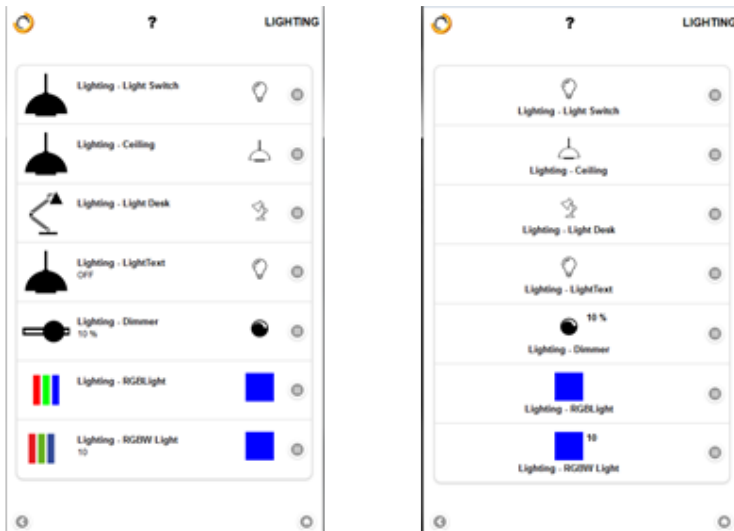 ? LIGHTING
Lighting - Light Switch
Lighting - Ceiling
Lighting - Light Desk
Lighting - LightText
OFF
Lighting - Dimmer
10 %
Lighting - RGBLight
Lighting - RGBW Light
10
? LIGHTING
Lighting - Light Switch
Lighting - Ceiling
Lighting - Light Desk
Lighting - LightText
10 %
Lighting - Dimmer
Lighting - RGBLight
10
Lighting - RGBW Light